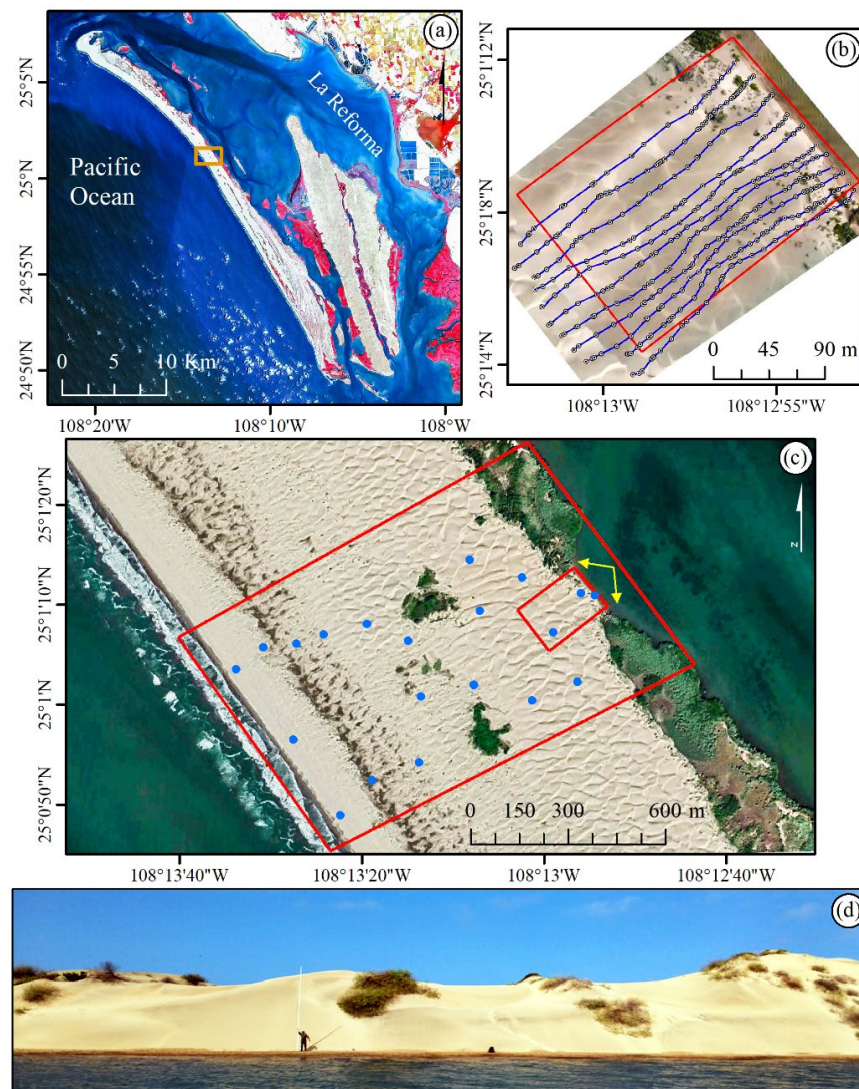 (a)
25°5'N
25°N
24°55'N
24°50'N
La Reforma
Pacific
Ocean
0 5 10 Km
108°20'W 108°10'W 108°W
(b)
25°1'12"N
25°1'8"N
25°1'4"N
0 45 90 m
108°13'W 108°12'55"W
(c)
25°1'20"N
25°1'10"N
25°1'N
25°0'50"N
N
0 150 300 600 m
108°13'40"W 108°13'20"W 108°13'W 108°12'40"W
(d)